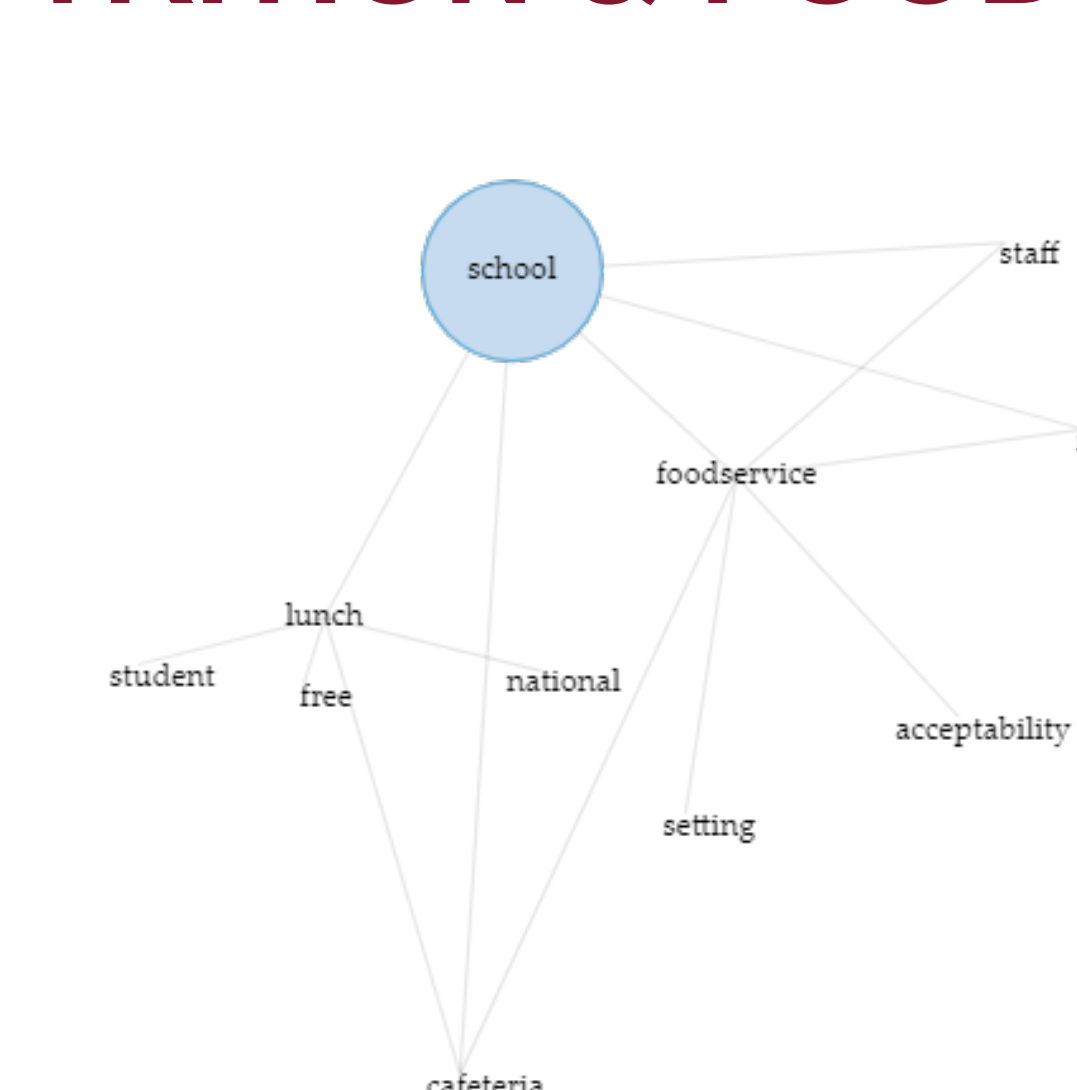 school
staff
foodservice
lunch
student
national
free
acceptability
setting
cafeteria